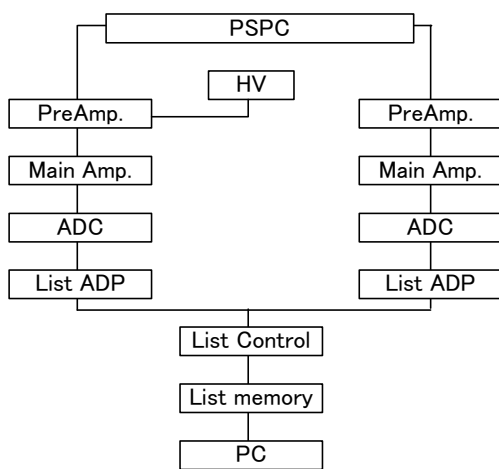 PSPC
HV
PreAmp.
PreAmp.
Main Amp.
Main Amp.
ADC
ADC
List ADP
List ADP
List Control
List memory
PC